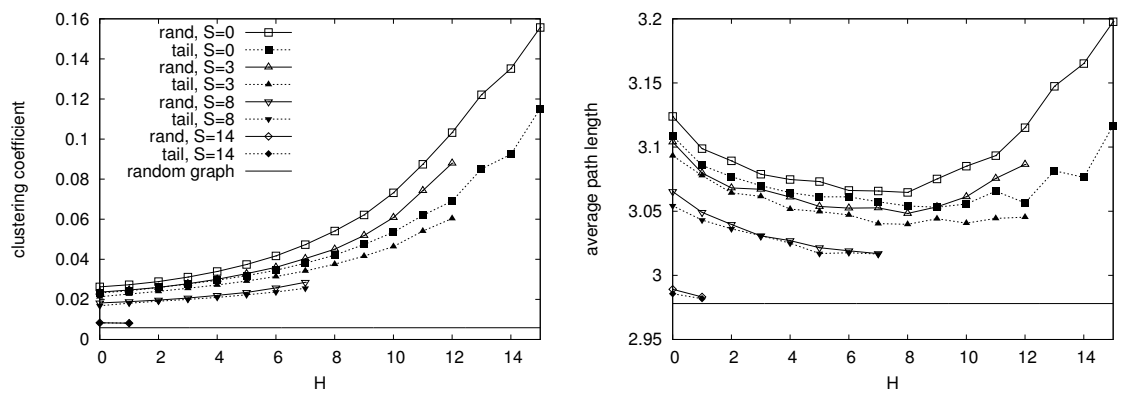 0.16
0.14
0.12
0.1
0.08
0.06
0.04
0.02
0
clustering coefficient
rand, S=0
tail, S=0
rand, S=3
tail, S=3
rand, S=8
tail, S=8
rand, S=14
tail, S=14
random graph
0 2 4 6 8 10 12 14
H
3.2
3.15
3.1
3.05
3
2.95
average path length
0 2 4 6 8 10 12 14
H